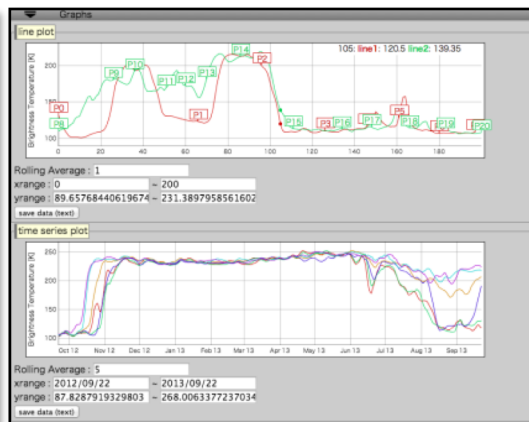 Graphs
line plot
105: line1: 120.5 line2: 139.35
Brightness Temperature [K]
200
150
100
P0
P8
P9
P10
P11
P12
P13
P14
P1
P2
P15
P3
P16
P17
P5
P18
P19
P20
0 20 40 60 80 100 120 140 160 180
Rolling Average : 1
xrange : 0 ~ 200
yrange : 89.65768440619674 ~ 231.3897958561602
save data (text)
time series plot
Brightness Temperature [K]
250
200
150
100
Oct 12 Nov 12 Dec 12 Jan 13 Feb 13 Mar 13 Apr 13 May 13 Jun 13 Jul 13 Aug 13 Sep 13
Rolling Average : 5
xrange : 2012/09/22 ~ 2013/09/22
yrange : 87.8287919329803 ~ 268.0063377237034
save data (text)